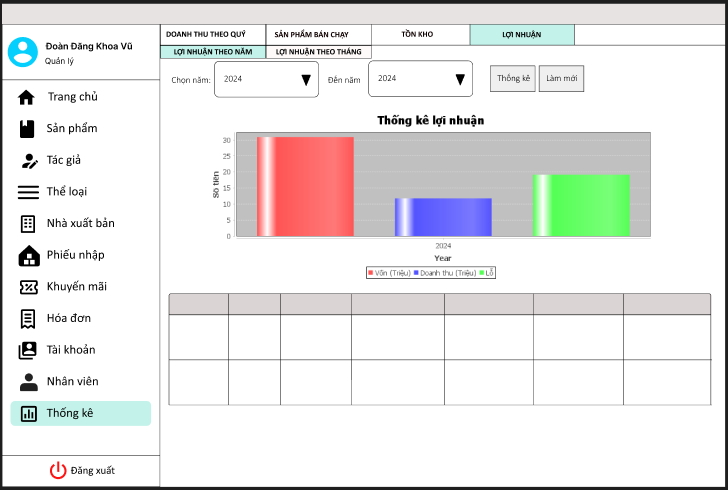 Đoàn Đăng Khoa Vũ
Quản lý
Trang chủ
Sản phẩm
Tác giả
Thể loại
Nhà xuất bản
Phiếu nhập
Khuyến mãi
Hóa đơn
Tài khoản
Nhân viên
Thống kê
Đăng xuất
DOANH THU THEO QUÝ SẢN PHẨM BÁN CHẠY TỒN KHO LỢI NHUẬN
LỢI NHUẬN THEO NĂM LỢI NHUẬN THEO THÁNG
Chọn năm: 2024 Đến năm 2024 Thống kê Làm mới
Thống kê lợi nhuận
Số tiền
30
25
20
15
10
5
0
2024
Year
Vốn (Triệu) Doanh thu (Triệu) Lỗ